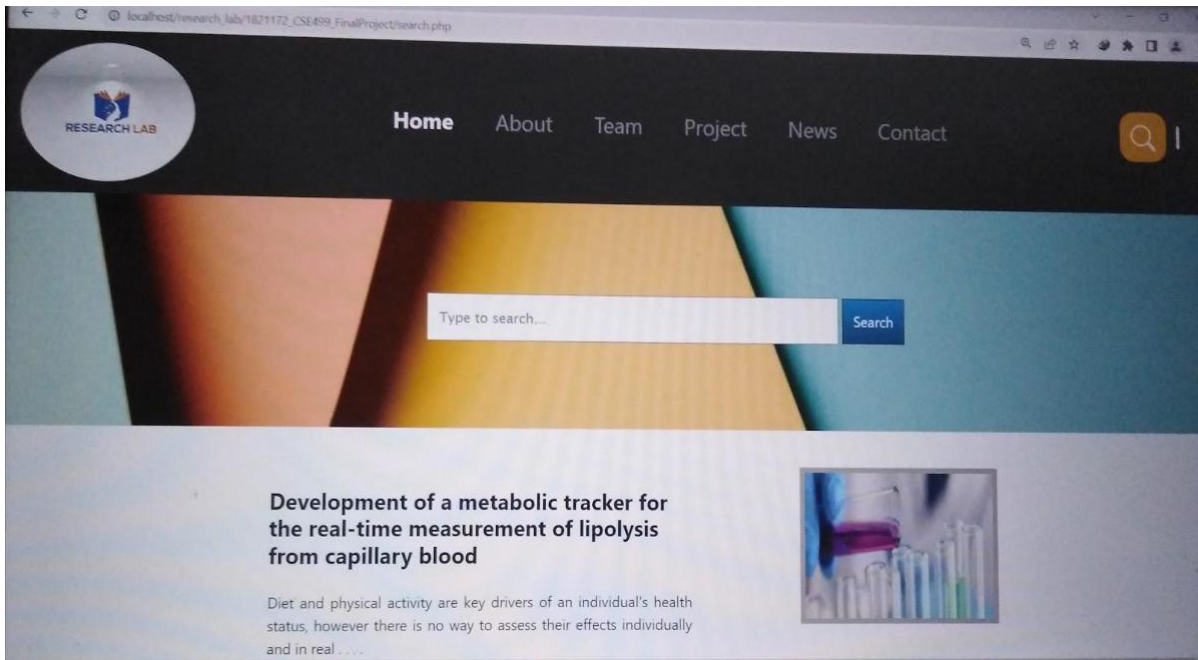 localhost/research_lab/1821172_CSE499_FinalProject/search.php
RESEARCH LAB
Home About Team Project News Contact
Type to search...
Search
Development of a metabolic tracker for
the real-time measurement of lipolysis
from capillary blood
Diet and physical activity are key drivers of an individual's health
status, however there is no way to assess their effects individually
and in real . . . .